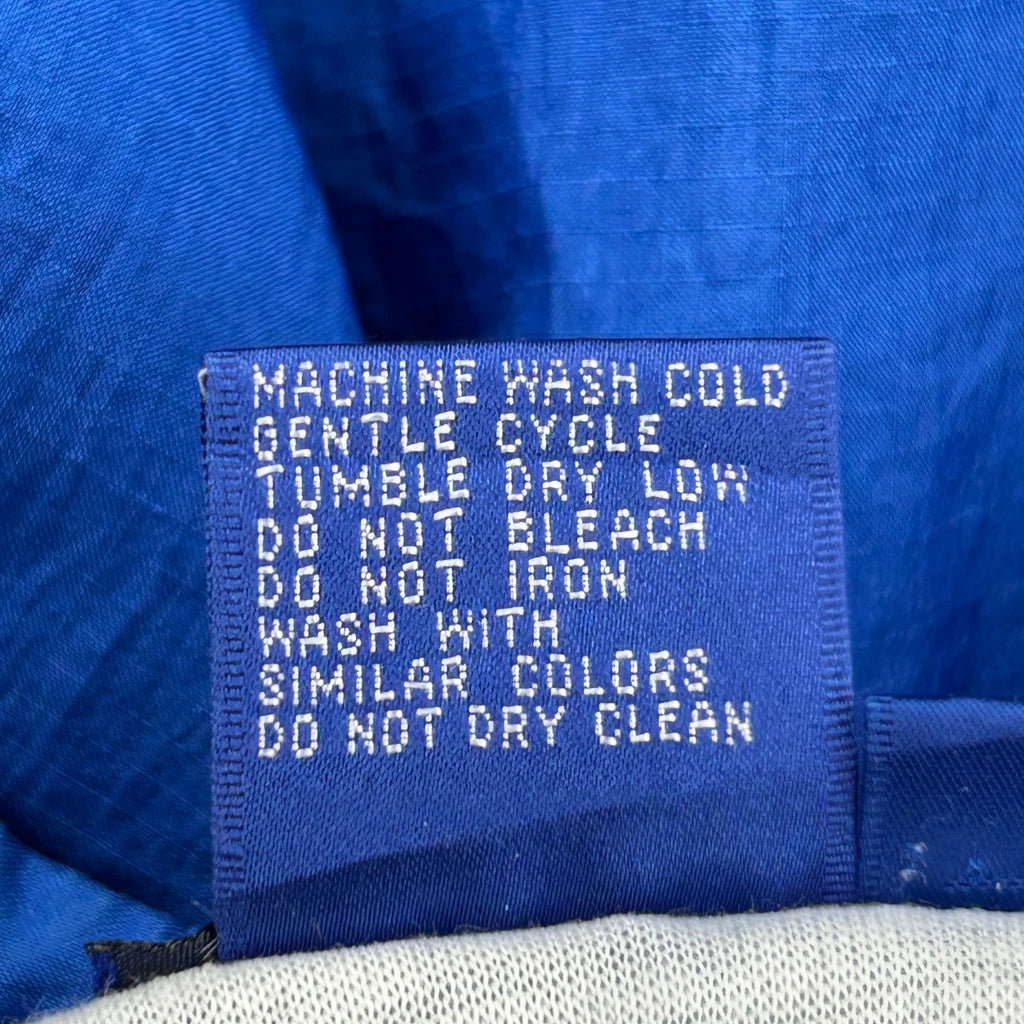 MACHINE WASH COLD
GENTLE CYCLE
TUMBLE DRY LOW
DO NOT BLEACH
DO NOT IRON
WASH WITH
SIMILAR COLORS
DO NOT DRY CLEAN